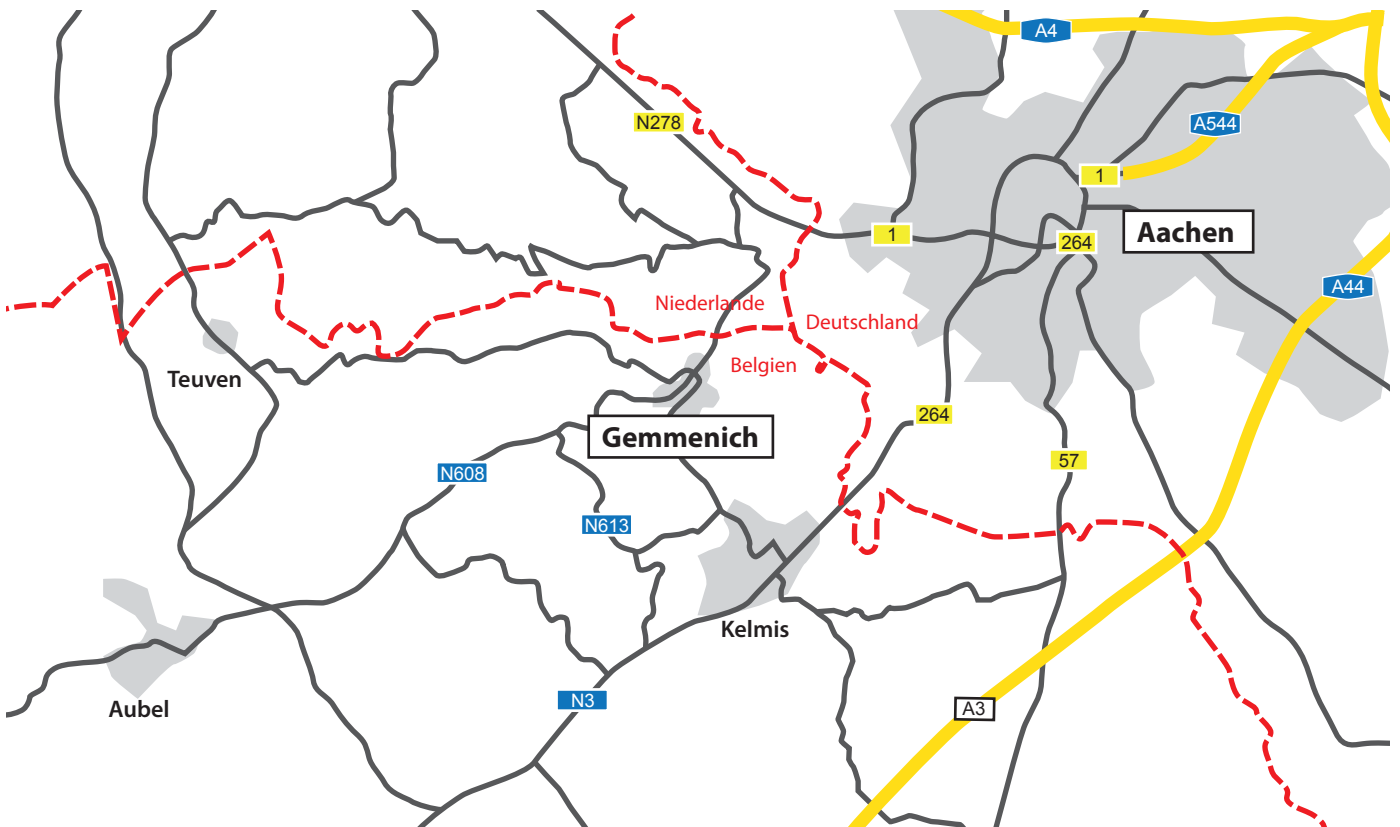 A4
N278
A544
1
1
264
Aachen
A44
Niederlande
Deutschland
Belgien
Teuven
264
Gemmenich
57
N608
N613
Kelmis
N3
A3
Aubel